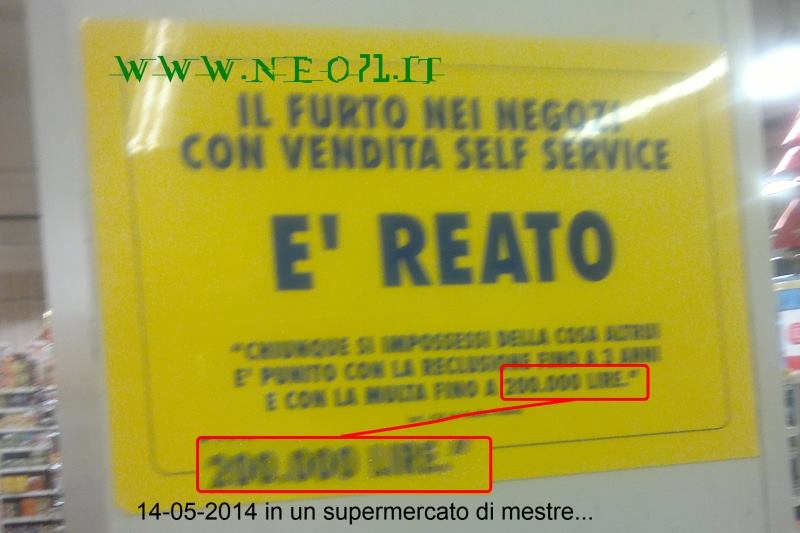 WWW.NEO71.IT
IL FURTO NEI NEGOZI
CON VENDITA SELF SERVICE
E' REATO
"CHIUNQUE SI IMPOSSESSI DELLA COSA ALTRUI
E' PUNITO CON LA RECLUSIONE FINO A 3 ANNI
E CON LA MULTA FINO A 200.000 LIRE."
200.000 LIRE."
14-05-2014 in un supermercato di mestre...